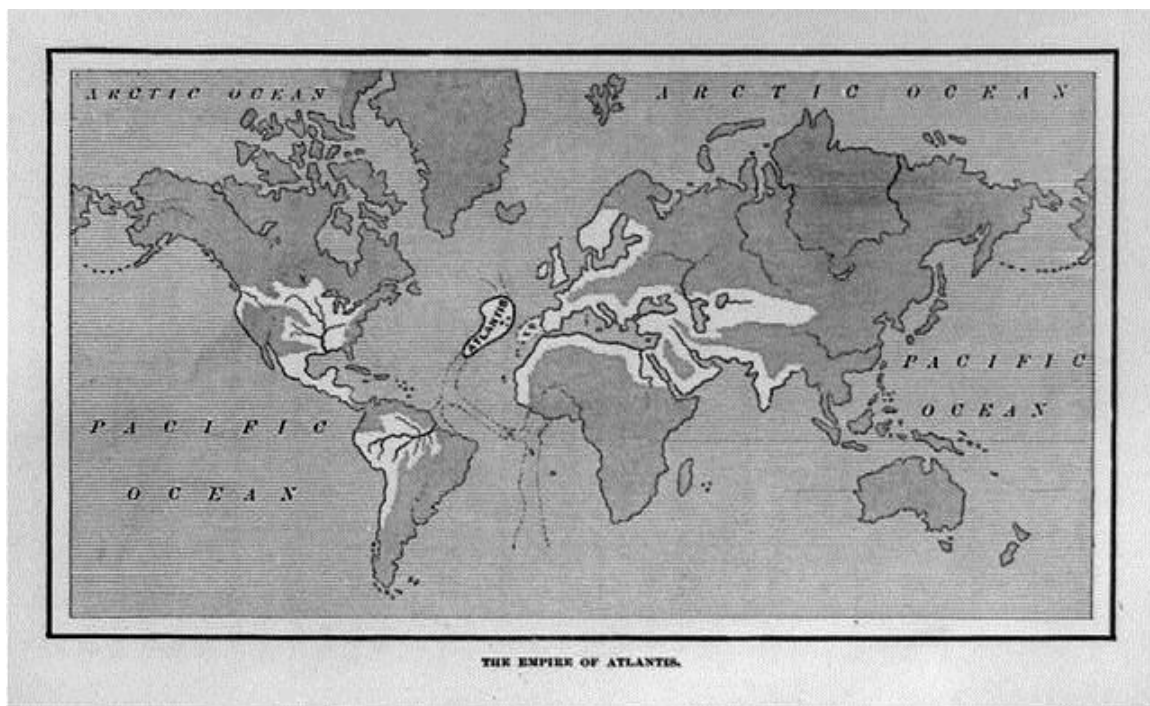 ARCTIC OCEAN
ARCTIC OCEAN
ATLANTIS
PACIFIC
OCEAN
PACIFIC
OCEAN
THE EMPIRE OF ATLANTIS.